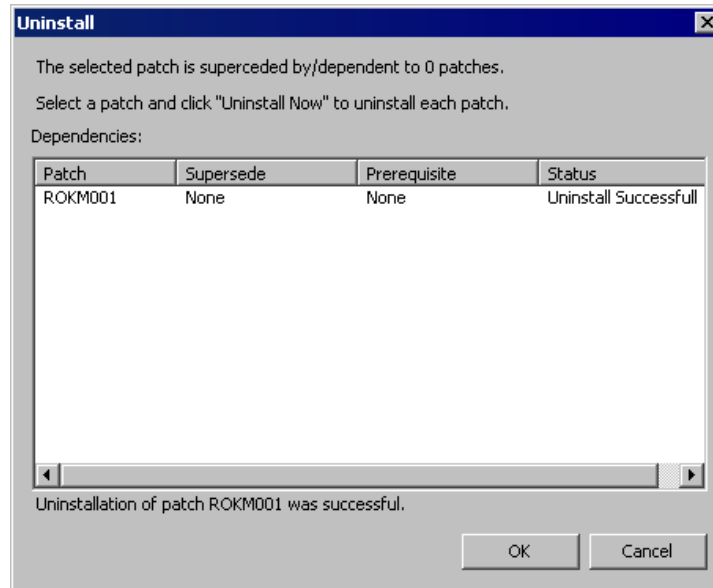 Uninstall
The selected patch is superceded by/dependent to 0 patches.
Select a patch and click "Uninstall Now" to uninstall each patch.
Dependencies:
Patch Supersede Prerequisite Status
ROKM001 None None Uninstall Successfull
Uninstallation of patch ROKM001 was successful.
OK Cancel